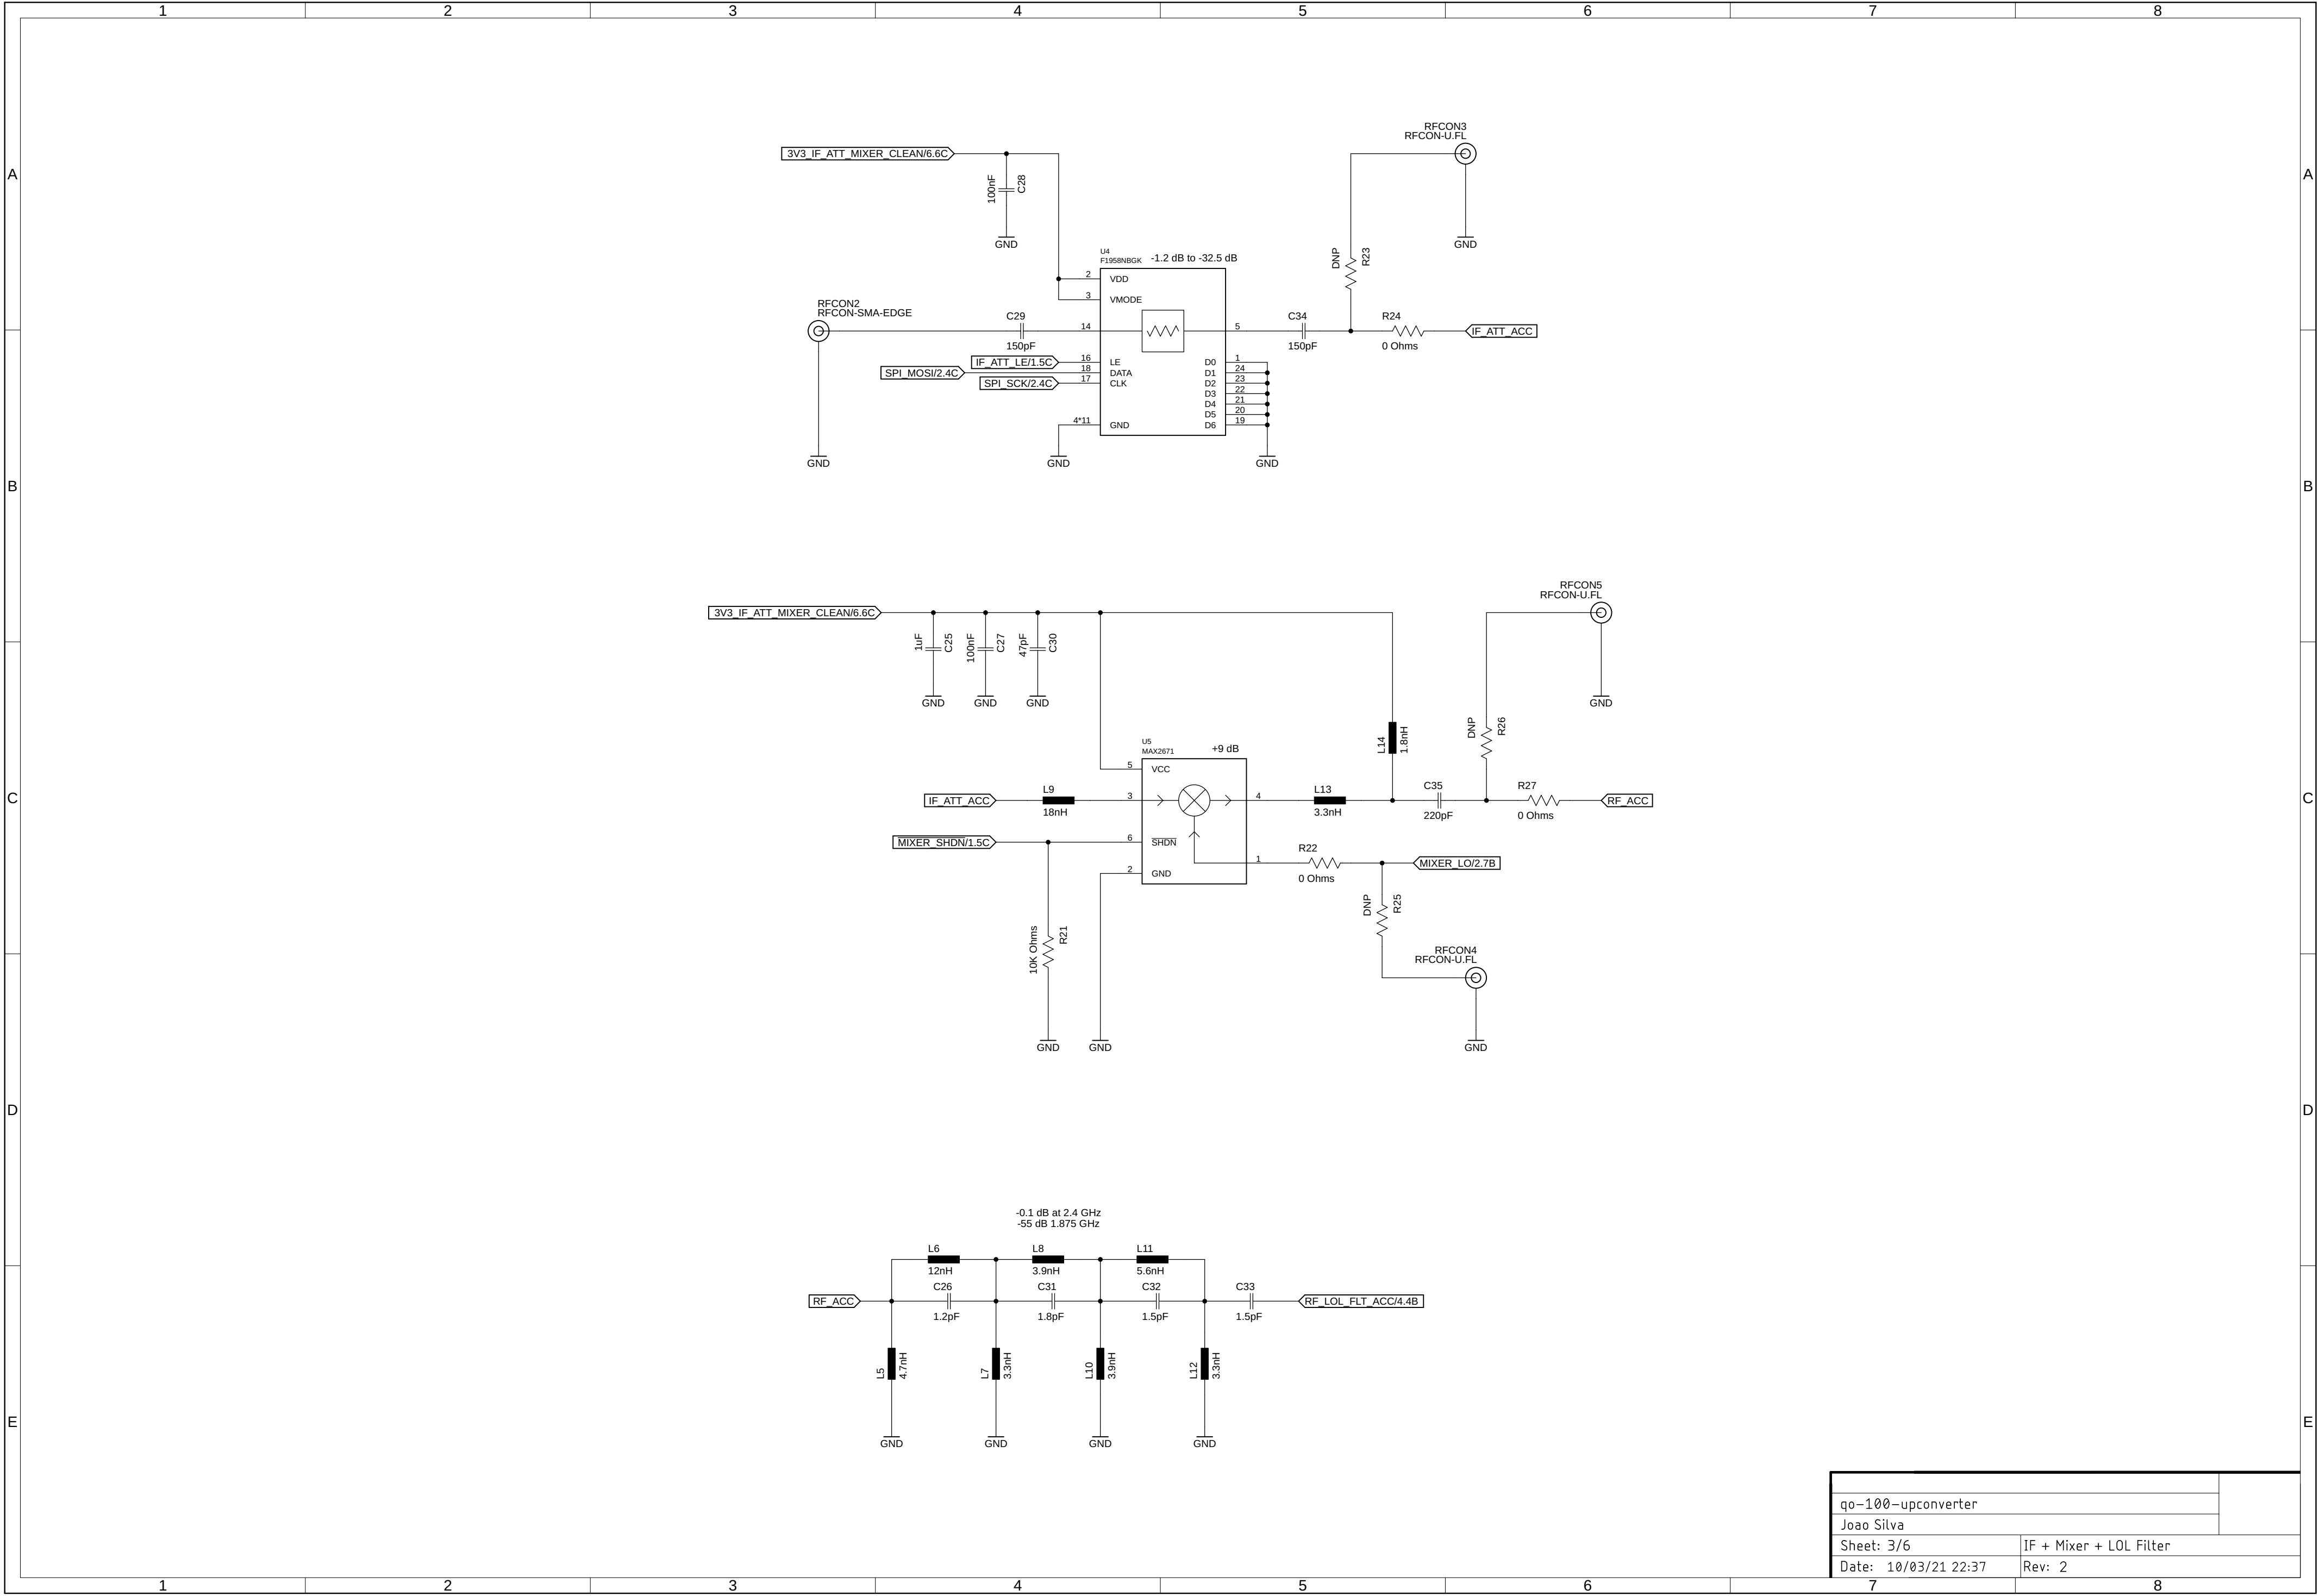 1 2 3 4 5 6 7 8
A
A
RFCON3
RFCON-U.FL
3V3_IF_ATT_MIXER_CLEAN/6.6C
100nF
C28
GND
GND
U4
F1958NBGK
-1.2 dB to -32.5 dB
DNP
R23
2
VDD
3
VMODE
RFCON2
RFCON-SMA-EDGE
C29
150pF
14
5
C34
150pF
R24
0 Ohms
IF_ATT_ACC
IF_ATT_LE/1.5C
16
LE
D0
1
SPI_MOSI/2.4C
18
DATA
D1
24
SPI_SCK/2.4C
17
CLK
D2
23
D3
22
D4
21
D5
20
4*11
GND
D6
19
GND
GND
GND
B
B
RFCON5
RFCON-U.FL
3V3_IF_ATT_MIXER_CLEAN/6.6C
1uF
C25
100nF
C27
47pF
C30
GND
GND
GND
GND
U5
MAX2671
+9 dB
L14
1.8nH
DNP
R26
5
VCC
C
C
IF_ATT_ACC
L9
18nH
3
4
L13
3.3nH
C35
220pF
R27
0 Ohms
RF_ACC
MIXER_SHDN/1.5C
6
SHDN
1
R22
0 Ohms
MIXER_LO/2.7B
2
GND
DNP
R25
10K Ohms
R21
RFCON4
RFCON-U.FL
GND
GND
GND
D
D
-0.1 dB at 2.4 GHz
-55 dB 1.875 GHz
L6
12nH
L8
3.9nH
L11
5.6nH
RF_ACC
C26
1.2pF
C31
1.8pF
C32
1.5pF
C33
1.5pF
RF_LOL_FLT_ACC/4.4B
L5
4.7nH
L7
3.3nH
L10
3.9nH
L12
3.3nH
GND
GND
GND
GND
E
E
qo-100-upconverter
Joao Silva
Sheet: 3/6
IF + Mixer + LOL Filter
Date: 10/03/21 22:37
Rev: 2
1 2 3 4 5 6 7 8